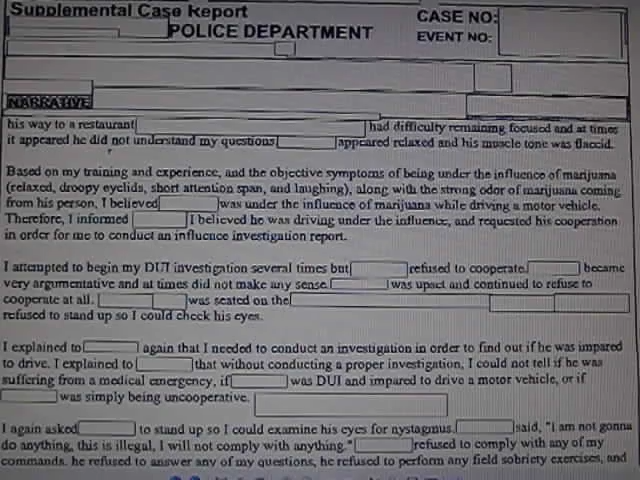 Supplemental Case Report
CASE NO:
POLICE DEPARTMENT
EVENT NO:
NARRATIVE
his way to a restaurant had difficulty remaining focused and at times
it appeared he did not understand my questions appeared relaxed and his muscle tone was flaccid.
Based on my training and experience, and the objective symptoms of being under the influence of marijuana
(relaxed, droopy eyelids, short attention span, and laughing), along with the strong odor of marijuana coming
from his person, I believed was under the influence of marijuana while driving a motor vehicle.
Therefore, I informed I believed he was driving under the influence, and requested his cooperation
in order for me to conduct an influence investigation report.
I attempted to begin my DUI investigation several times but refused to cooperate. became
very argumentative and at times did not make any sense. was upset and continued to refuse to
cooperate at all. was seated on the
refused to stand up so I could check his eyes.
I explained to again that I needed to conduct an investigation in order to find out if he was impared
to drive. I explained to that without conducting a proper investigation, I could not tell if he was
suffering from a medical emergency, if was DUI and impared to drive a motor vehicle, or if
was simply being uncooperative.
I again asked to stand up so I could examine his eyes for nystagmus. said, "I am not gonna
do anything, this is illegal, I will not comply with anything." refused to comply with any of my
commands. he refused to answer any of my questions, he refused to perform any field sobriety exercises, and